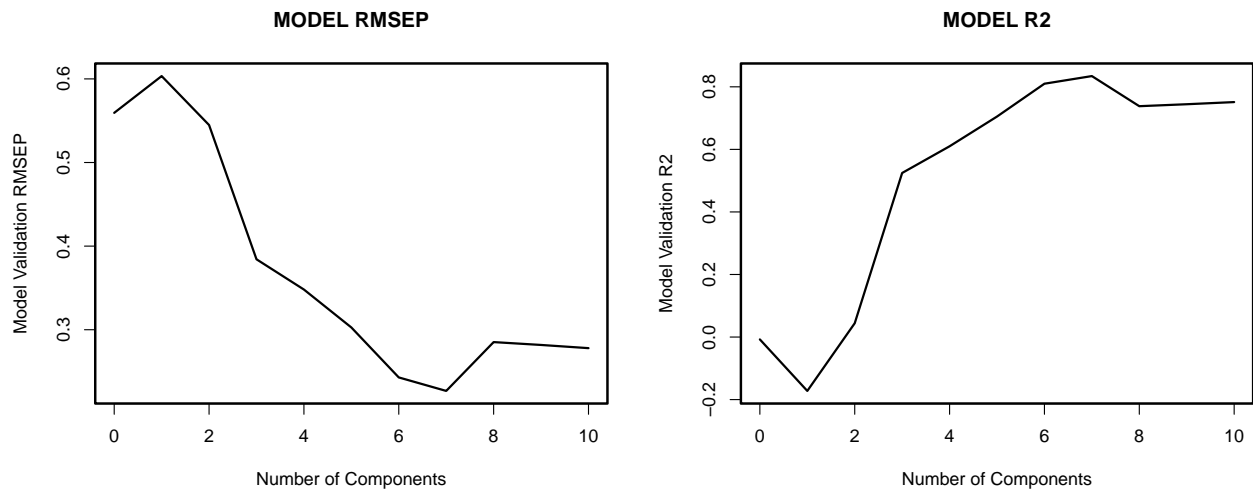 MODEL RMSEP
Model Validation RMSEP
0.6
0.5
0.4
0.3
0 2 4 6 8 10
Number of Components
MODEL R2
Model Validation R2
0.8
0.6
0.4
0.2
0.0
−0.2
0 2 4 6 8 10
Number of Components